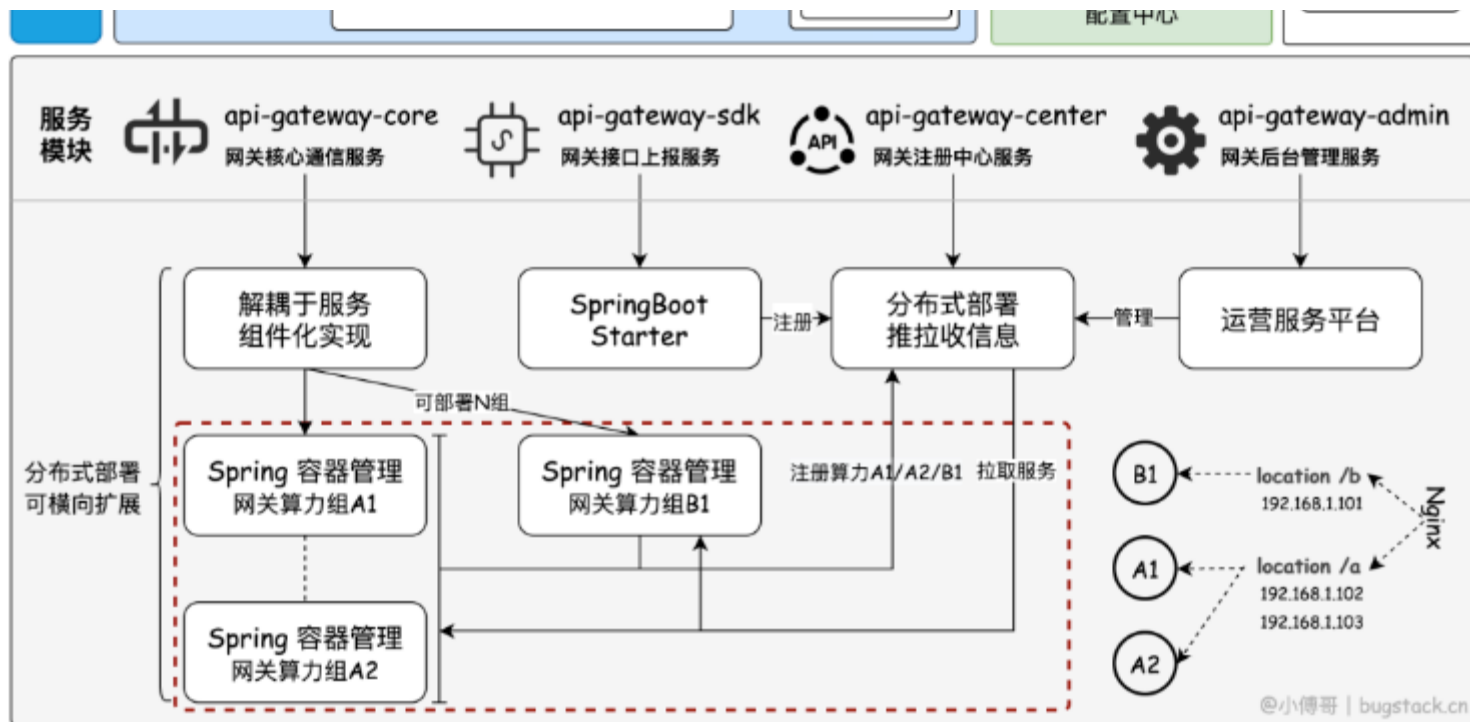 配置中心
服务
模块
api-gateway-core
网关核心通信服务
api-gateway-sdk
网关接口上报服务
API
api-gateway-center
网关注册中心服务
api-gateway-admin
网关后台管理服务
解耦于服务
组件化实现
SpringBoot
Starter
注册
分布式部署
推拉收信息
管理
运营服务平台
可部署N组
分布式部署
可横向扩展
Spring 容器管理
网关算力组A1
Spring 容器管理
网关算力组B1
注册算力A1/A2/B1
拉取服务
B1
location /b
192.168.1.101
Nginx
A1
location /a
192.168.1.102
192.168.1.103
Spring 容器管理
网关算力组A2
A2
@小傅哥 | bugstack.cn